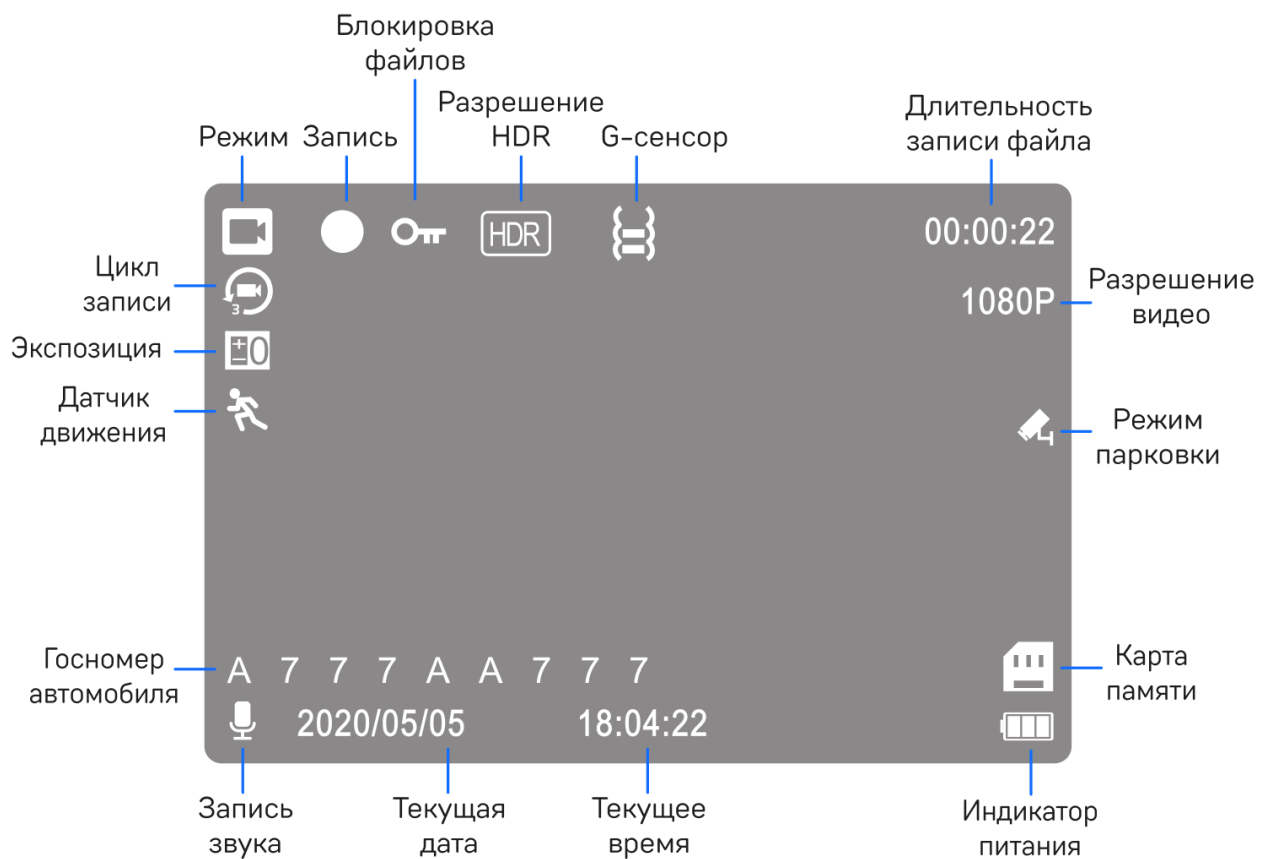 Блокировка
файлов
Разрешение
HDR
Режим
Запись
G-сенсор
Длительность
записи файла
HDR
00:00:22
Цикл
записи
3
1080P
Разрешение
видео
Экспозиция
±0
Датчик
движения
Режим
парковки
Госномер
автомобиля
А 7 7 7 А А 7 7 7
Карта
памяти
2020/05/05
18:04:22
Запись
звука
Текущая
дата
Текущее
время
Индикатор
питания